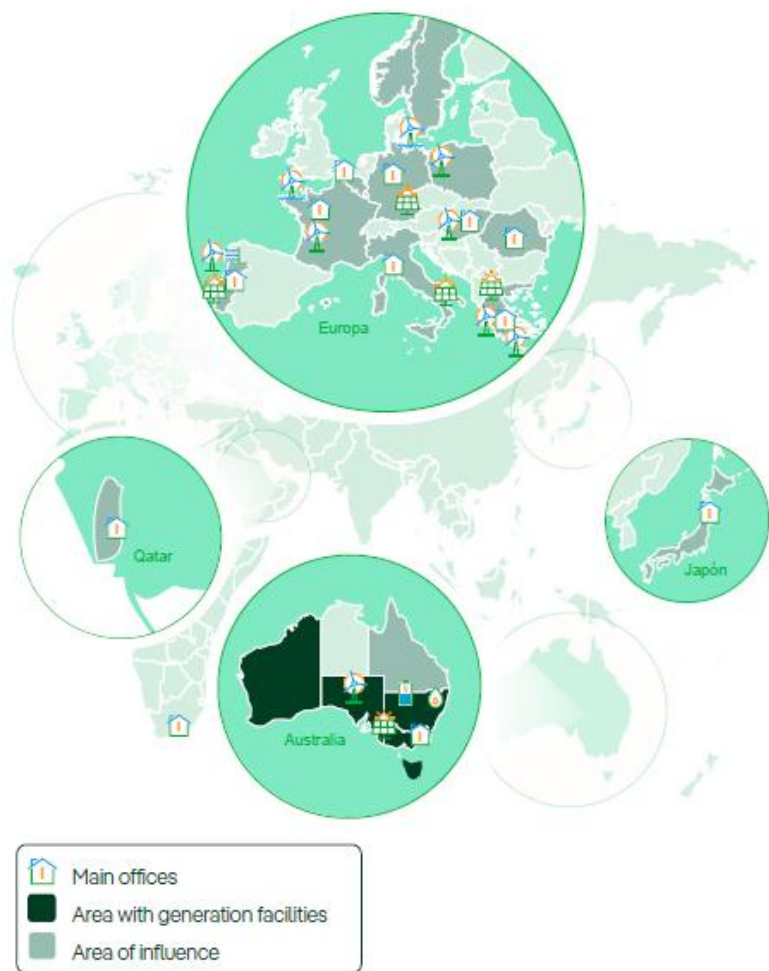 Europa
Qatar
Japón
Australia
Main offices
Area with generation facilities
Area of influence